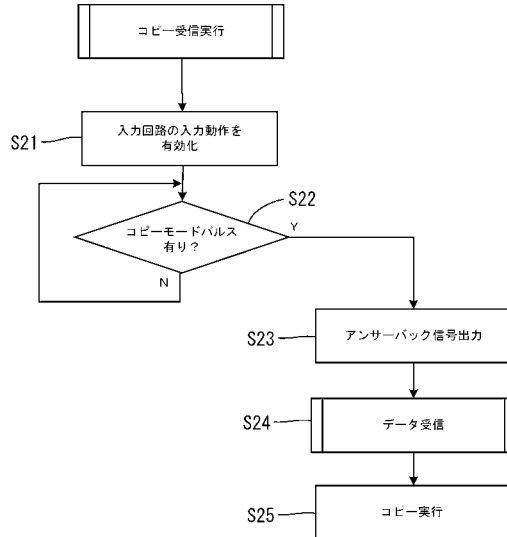 コピー受信実行
S21
入力回路の入力動作を
有効化
S22
コピーモードパルス
有り？
Y
N
S23
アンサーバック信号出力
S24
データ受信
S25
コピー実行